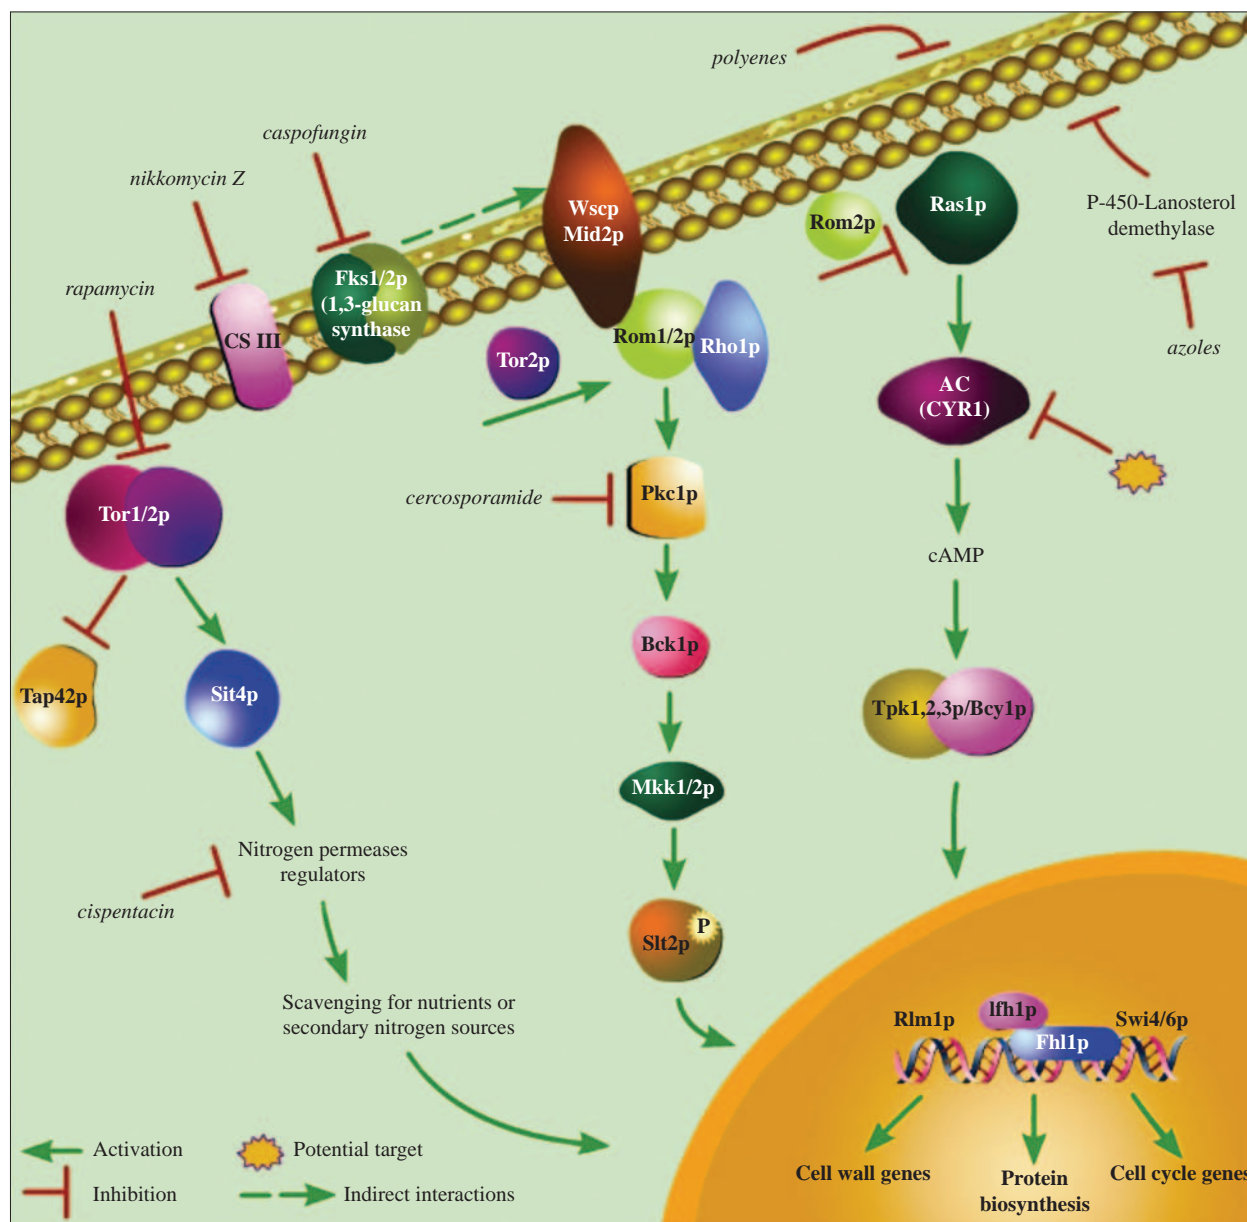 polyenes
caspofungin
nikkomycin Z
rapamycin
Wscp
Mid2p
Rom2p
Ras1p
P-450-Lanosterol
demethylase
Fks1/2p
(1,3-glucan
synthase
CS III
Tor2p
Rom1/2p
Rho1p
azoles
AC
(CYR1)
cercosporamide
Pkc1p
Tor1/2p
cAMP
Bck1p
Tap42p
Sit4p
Tpk1,2,3p/Bcy1p
Mkk1/2p
Nitrogen permeases
regulators
cispentacin
Slt2p
P
Scavenging for nutrients or
secondary nitrogen sources
Rlm1p
lfh1p
Swi4/6p
Fhl1p
Activation
Potential target
Inhibition
Indirect interactions
Cell wall genes
Protein
biosynthesis
Cell cycle genes